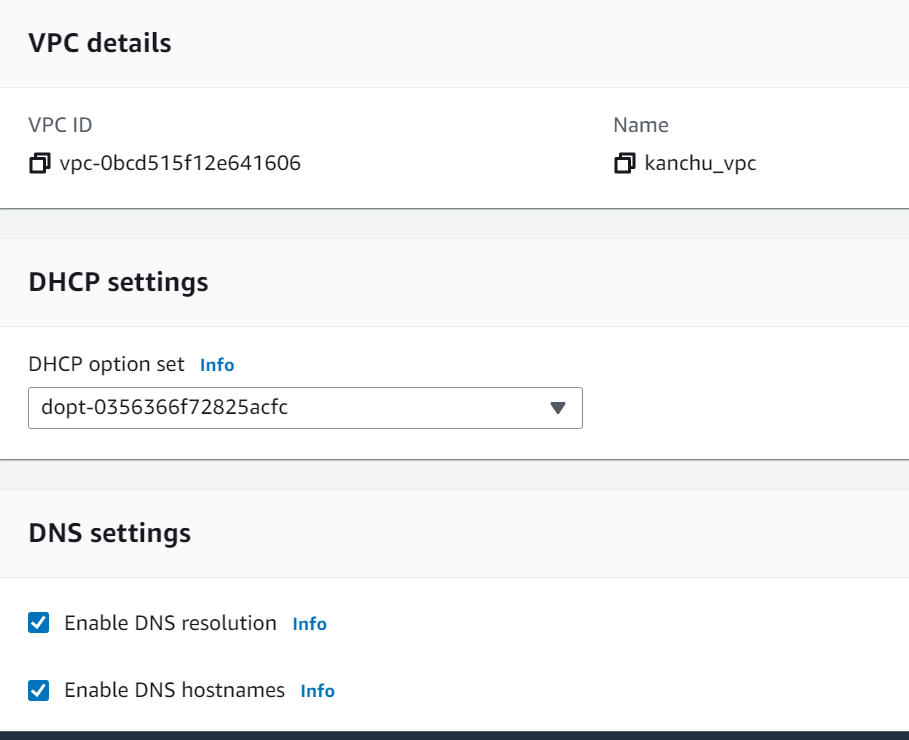 VPC details
VPC ID
Name
vpc-0bcd515f12e641606
kanchu_vpc
DHCP settings
DHCP option set Info
dopt-0356366f72825acfc
DNS settings
Enable DNS resolution Info
Enable DNS hostnames Info